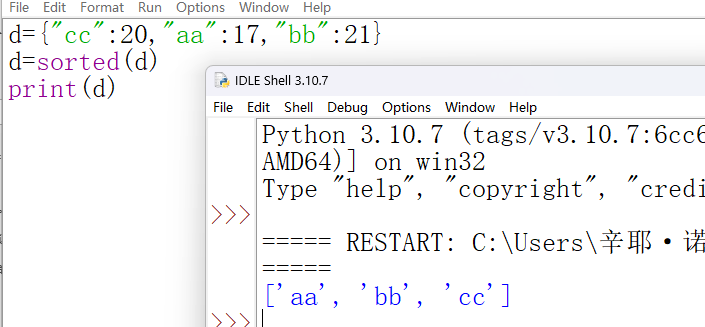 File Edit Format Run Options Window Help
d={"cc":20,"aa":17,"bb":21}
d=sorted(d)
print(d)
IDLE Shell 3.10.7
File Edit Shell Debug Options Window Help
Python 3.10.7 (tags/v3.10.7:6cc6
AMD64)] on win32
Type "help", "copyright", "credi
>>>
===== RESTART: C:\Users\辛耶·诺
=====
['aa', 'bb', 'cc']
>>>